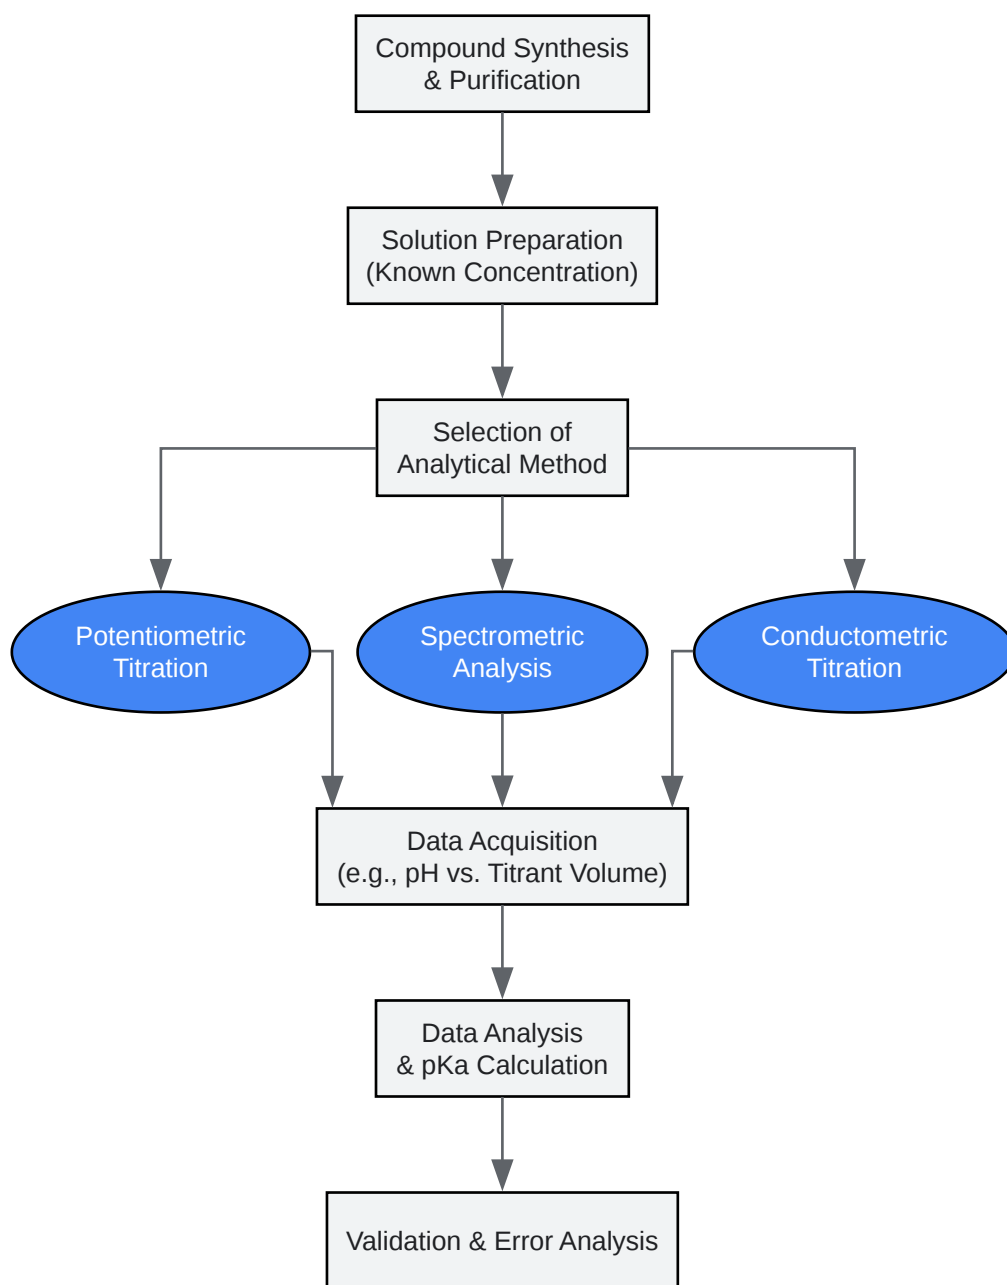 Compound Synthesis
& Purification
Solution Preparation
(Known Concentration)
Selection of
Analytical Method
Potentiometric
Titration
Spectrometric
Analysis
Conductometric
Titration
Data Acquisition
(e.g., pH vs. Titrant Volume)
Data Analysis
& pKa Calculation
Validation & Error Analysis